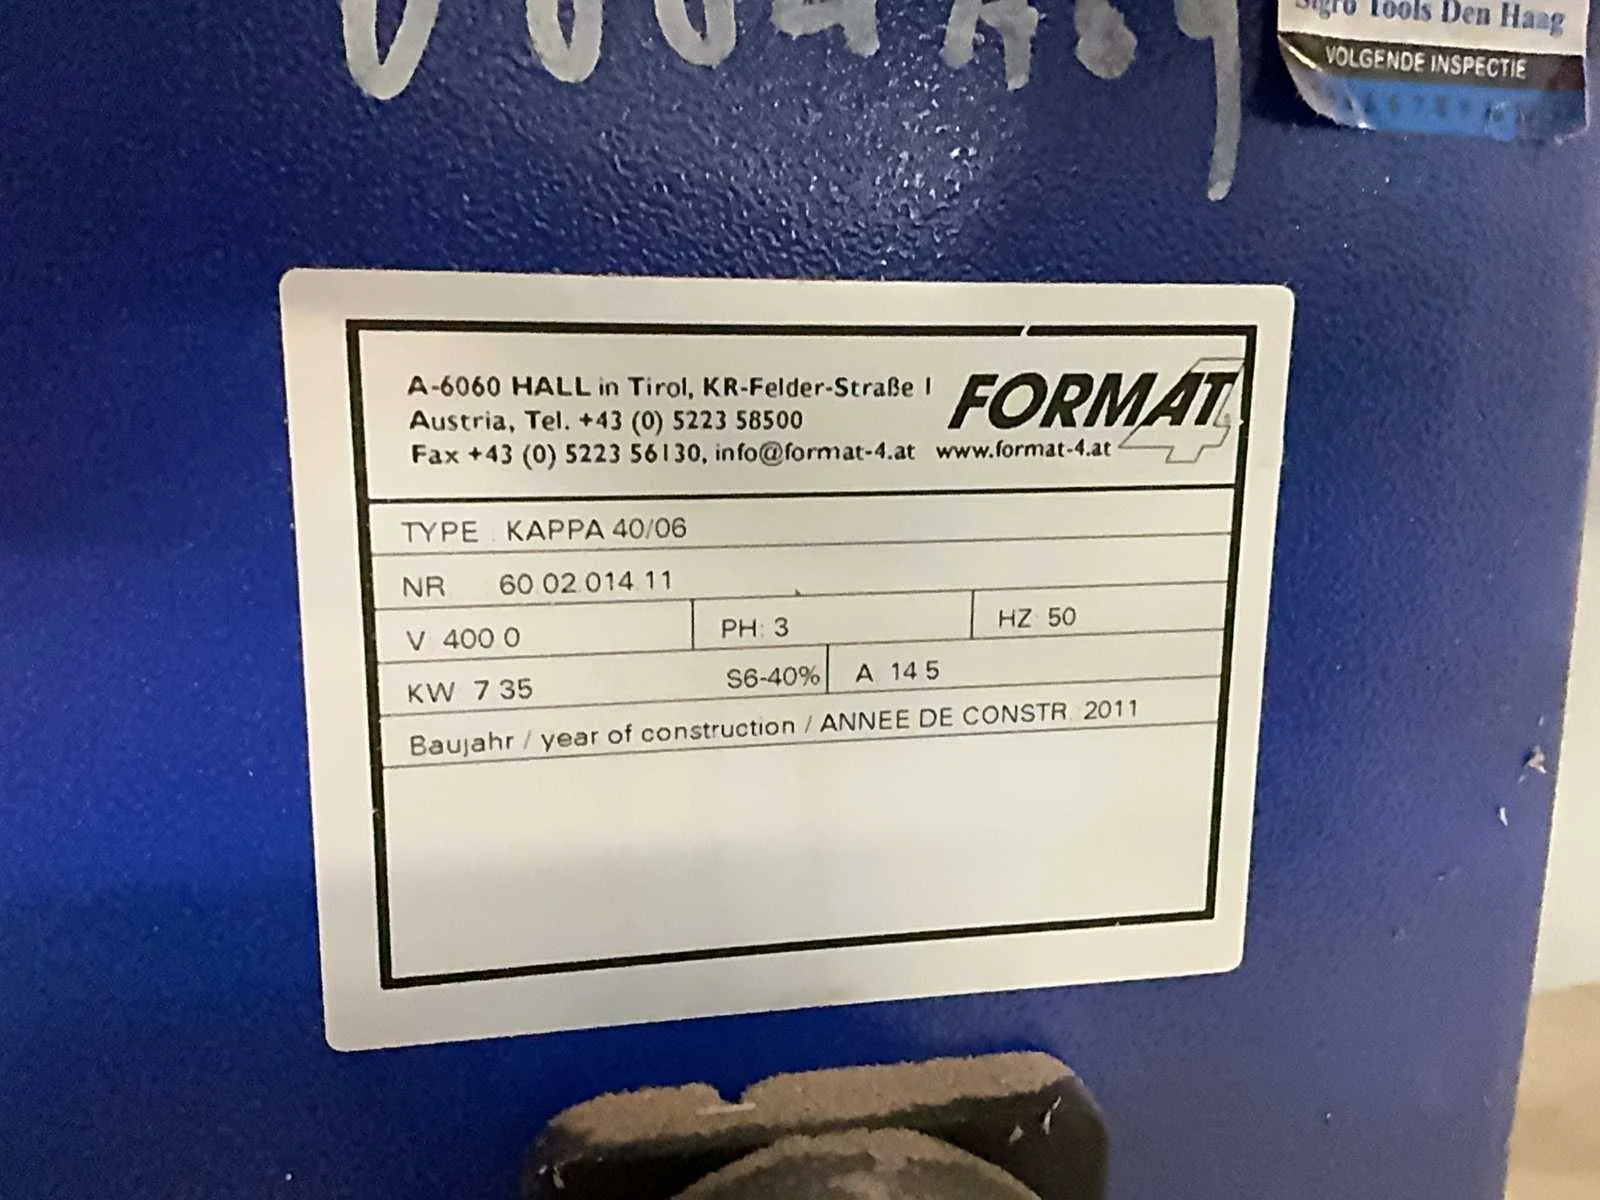 Tools Den Haag
VOLGENDE INSPECTIE
A-6060 HALL in Tirol, KR-Felder-Straße 1
Austria, Tel. +43 (0) 5223 58500
Fax +43 (0) 5223 56130, info@format-4.at www.format-4.at
FORMAT 4
TYPE KAPPA 40/06
NR 60 02 014 11
V 400 0 PH: 3 HZ 50
KW 7 35 S6-40% A 14 5
Baujahr / year of construction / ANNEE DE CONSTR. 2011